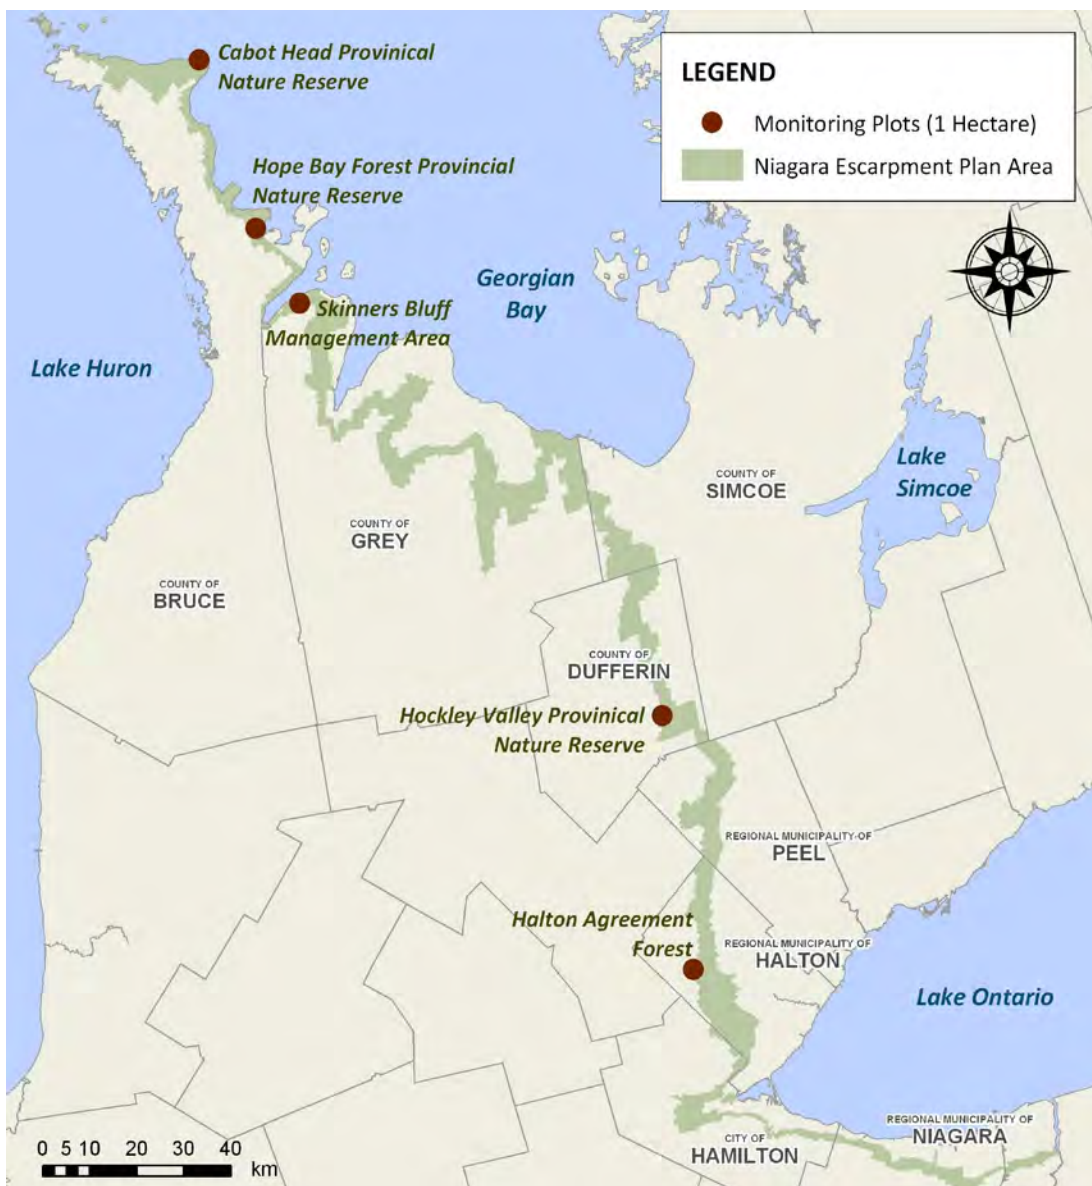 Cabot Head Provinical
Nature Reserve
LEGEND
Monitoring Plots (1 Hectare)
Niagara Escarpment Plan Area
Hope Bay Forest Provincial
Nature Reserve
Georgian
Bay
Skinners Bluff
Management Area
Lake Huron
Lake
Simcoe
COUNTY OF
SIMCOE
COUNTY OF
GREY
COUNTY OF
BRUCE
COUNTY OF
DUFFERIN
Hockley Valley Provinical
Nature Reserve
REGIONAL MUNICIPALITY OF
PEEL
Halton Agreement
Forest
REGIONAL MUNICIPALITY OF
HALTON
Lake Ontario
REGIONAL MUNICIPALITY OF
NIAGARA
CITY OF
HAMILTON
0 5 10 20 30 40
km